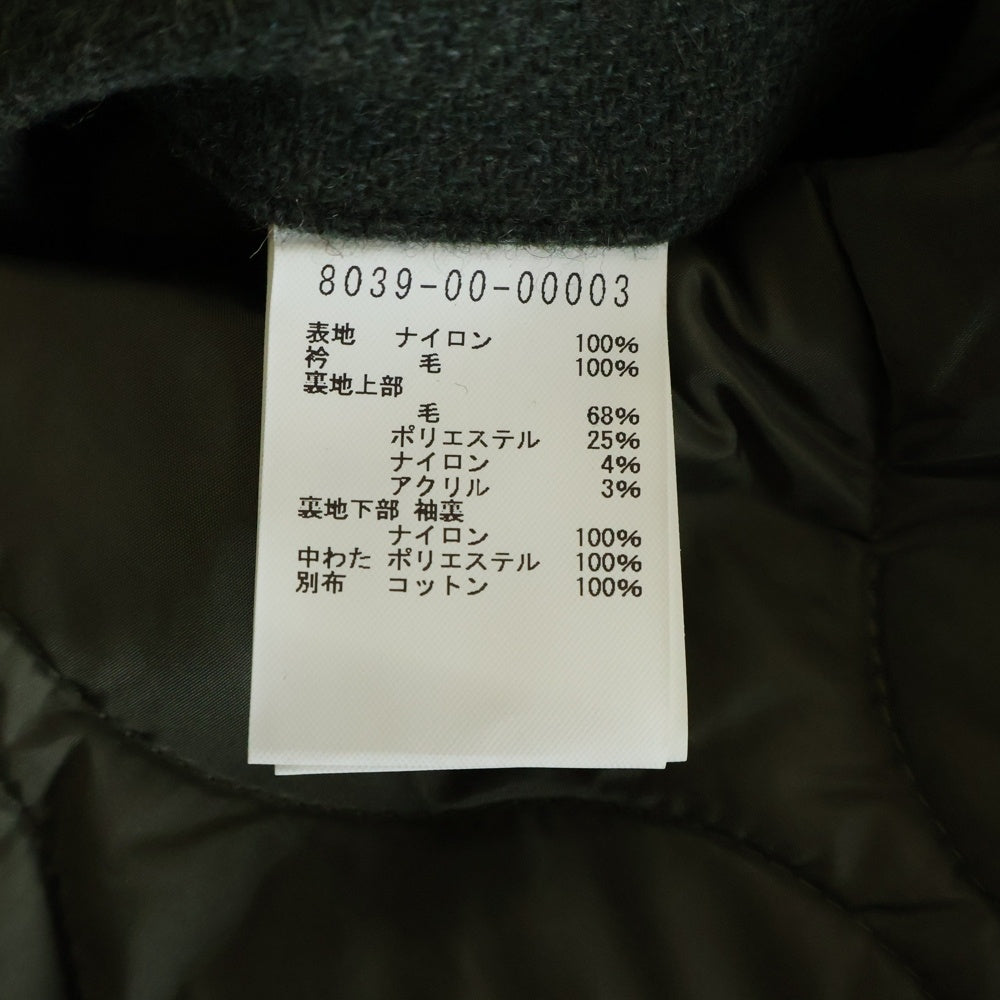 8039-00-00003
表地 ナイロン 100%
衿 毛 100%
裏地上部
毛 68%
ポリエステル 25%
ナイロン 4%
アクリル 3%
裏地下部 袖裏
ナイロン 100%
中わた ポリエステル 100%
別布 コットン 100%